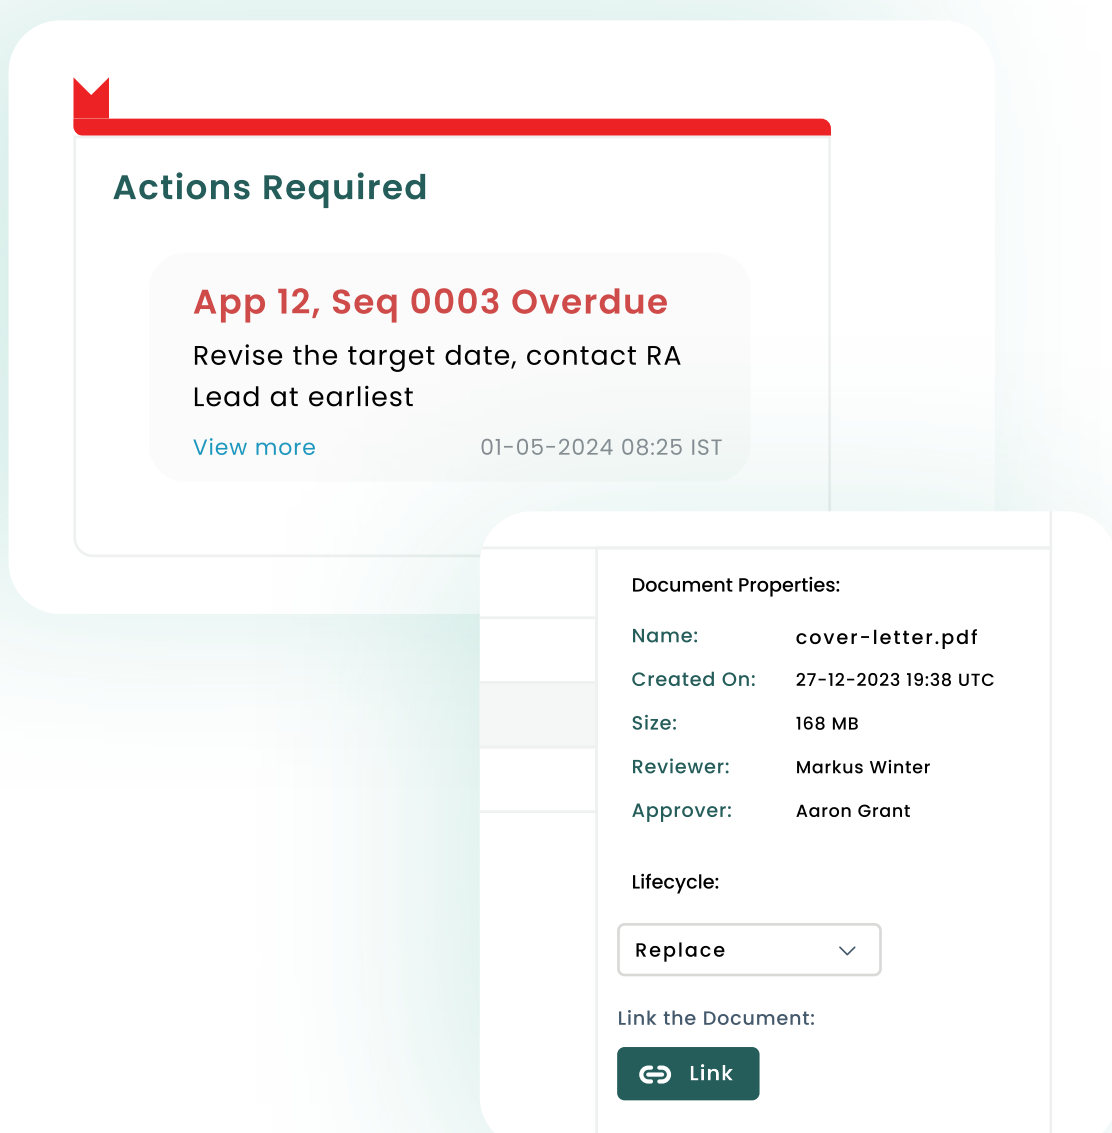 Actions Required
App 12, Seq 0003 Overdue
Revise the target date, contact RA
Lead at earliest
View more 01-05-2024 08:25 IST
Document Properties:
Name: cover-letter.pdf
Created On: 27-12-2023 19:38 UTC
Size: 168 MB
Reviewer: Markus Winter
Approver: Aaron Grant
Lifecycle:
Replace
Link the Document:
Link